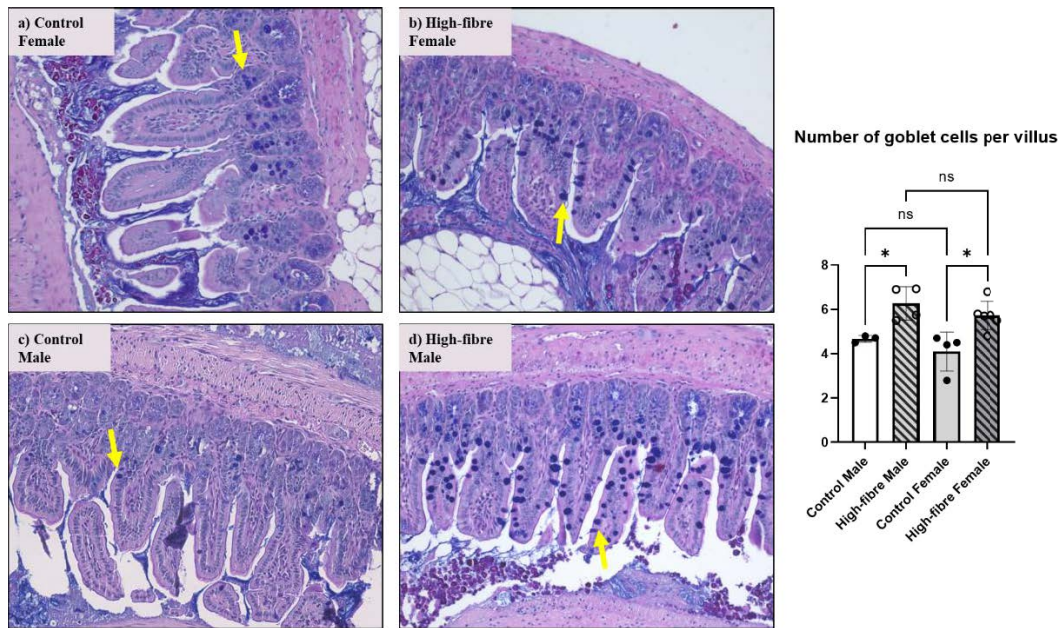 a) Control
Female
b) High-fibre
Female
c) Control
Male
d) High-fibre
Male
Number of goblet cells per villus
ns
ns
*
*
8
6
4
2
0
Control Male
High-fibre Male
Control Female
High-fibre Female